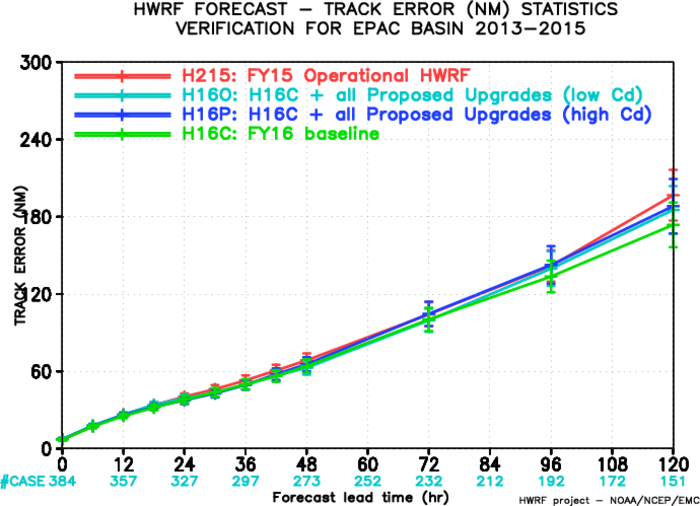 HWRF FORECAST – TRACK ERROR (NM) STATISTICS
VERIFICATION FOR EPAC BASIN 2013–2015
H215: FY15 Operational HWRF
H16O: H16C + all Proposed Upgrades (low Cd)
H16P: H16C + all Proposed Upgrades (high Cd)
H16C: FY16 baseline
TRACK ERROR (NM)
300
240
180
120
60
0
0 12 24 36 48 60 72 84 96 108 120
#CASE 384 357 327 297 273 252 232 212 192 172 151
Forecast lead time (hr)
HWRF project – NOAA/NCEP/EMC